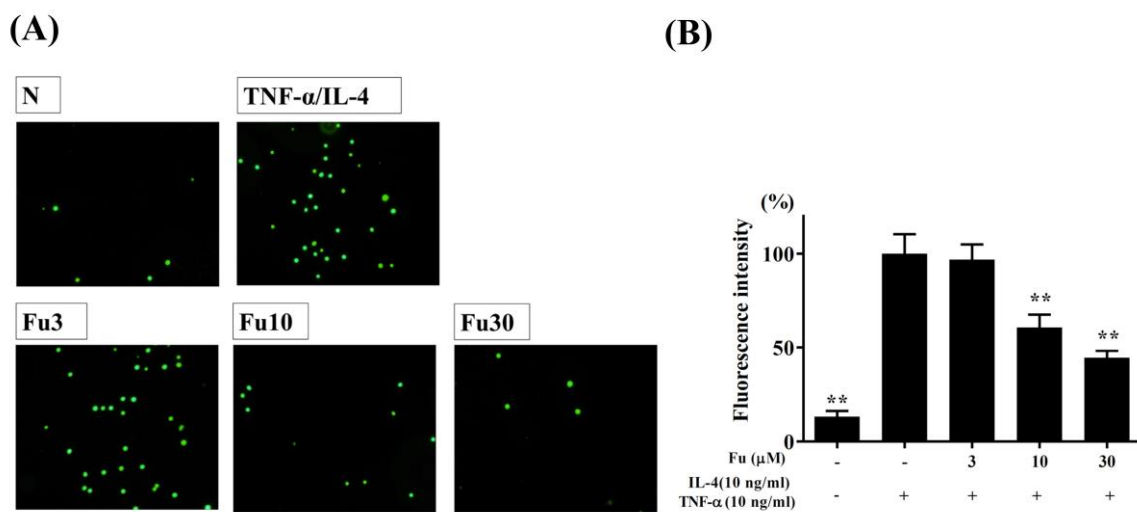 (A)
N
TNF-α/IL-4
Fu3
Fu10
Fu30
(B)
(%)
Fluorescence intensity
100
50
0
**
**
**
Fu (μM)
- - 3 10 30
IL-4(10 ng/ml)
TNF-α (10 ng/ml)
- + + + +